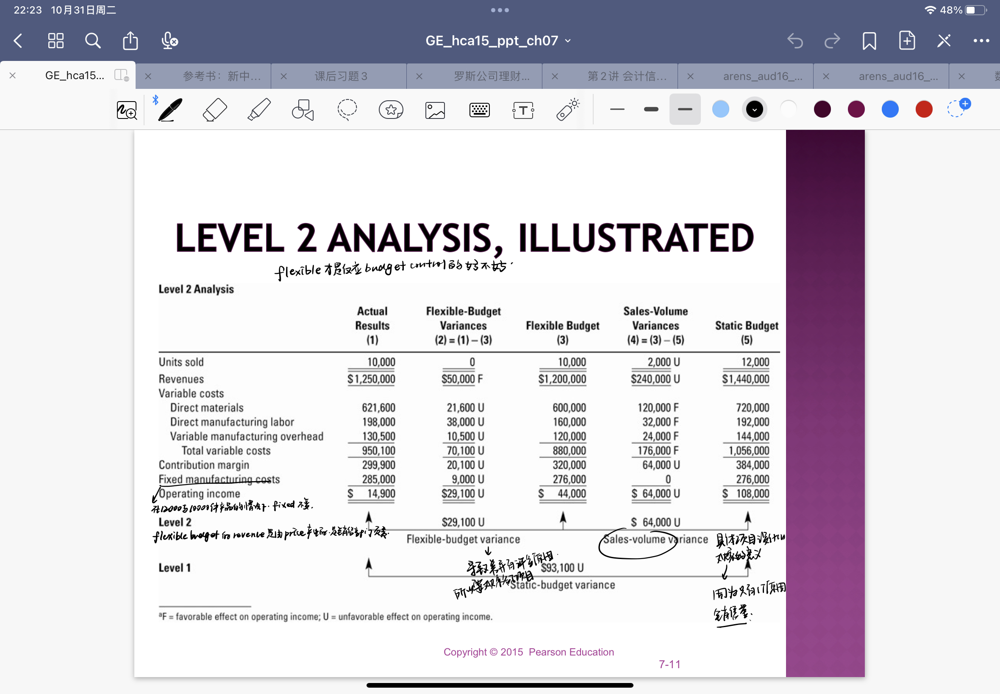 22:23 10月31日周二
48%
GE_hca15_ppt_ch07
GE_hca15...
参考书：新中...
课后习题 3
罗斯公司理财...
第 2 讲 会计信...
arens_aud16_...
arens_aud16_...
T
LEVEL 2 ANALYSIS, ILLUSTRATED
flexible 才是反应 budget control 的好不好.
Level 2 Analysis
Actual Results (1)
Flexible-Budget Variances (2) = (1) – (3)
Flexible Budget (3)
Sales-Volume Variances (4) = (3) – (5)
Static Budget (5)
Units sold 10,000 0 10,000 2,000 U 12,000
Revenues $1,250,000 $50,000 F $1,200,000 $240,000 U $1,440,000
Variable costs
Direct materials 621,600 21,600 U 600,000 120,000 F 720,000
Direct manufacturing labor 198,000 38,000 U 160,000 32,000 F 192,000
Variable manufacturing overhead 130,500 10,500 U 120,000 24,000 F 144,000
Total variable costs 950,100 70,100 U 880,000 176,000 F 1,056,000
Contribution margin 299,900 20,100 U 320,000 64,000 U 384,000
Fixed manufacturing costs 285,000 9,000 U 276,000 0 276,000
Operating income $ 14,900 $29,100 U $ 44,000 $ 64,000 U $ 108,000
在12000与10000件产品的情况下. fixed 不变.
Level 2 $29,100 U $ 64,000 U
flexible budget 的 revenue 是由 price 产生的. 是销售部门负责.
Flexible-budget variance
Sales-volume variance
具体项目没什么
太大的意义
导致差异有许多原因.
Level 1 $93,100 U
所以要观察项目
Static-budget variance
因为只有1个原因
销售量.
ᵃF = favorable effect on operating income; U = unfavorable effect on operating income.
Copyright © 2015 Pearson Education
7-11